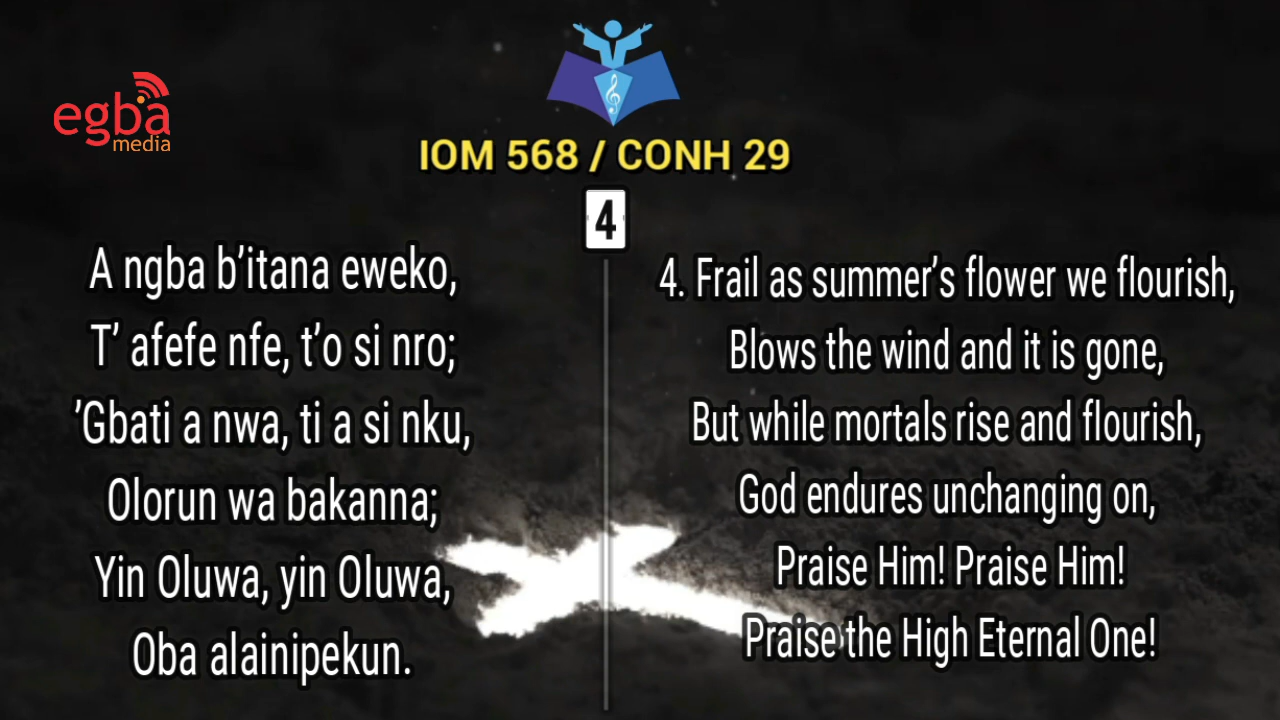 egba
media
IOM 568 / CONH 29
4
A ngba b’itana eweko,
T’ afefe nfe, t’o si nro;
’Gbati a nwa, ti a si nku,
Olorun wa bakanna;
Yin Oluwa, yin Oluwa,
Oba alainipekun.
4. Frail as summer’s flower we flourish,
Blows the wind and it is gone,
But while mortals rise and flourish,
God endures unchanging on,
Praise Him! Praise Him!
Praise the High Eternal One!